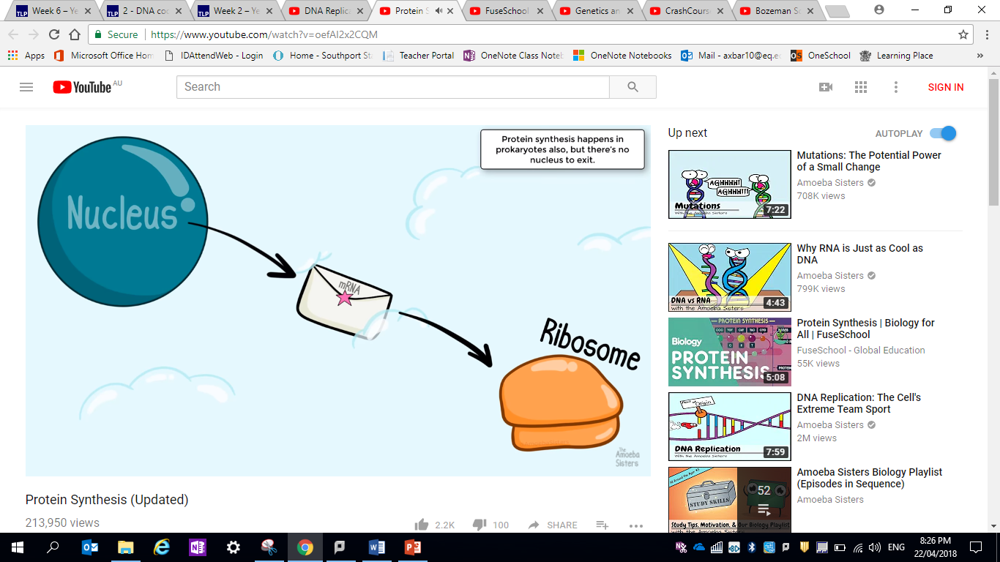 Week 6 – Ye
2 - DNA co
Week 2 – Ye
DNA Replic
Protein S
FuseSchool
Genetics an
CrashCours
Bozeman Sc
Secure
https://www.youtube.com/watch?v=oefAI2x2CQM
Apps
Microsoft Office Hom
IDAttendWeb - Login
Home - Southport St
Teacher Portal
OneNote Class Noteb
OneNote Notebooks
Mail - axbar10@eq.ec
OneSchool
Learning Place
»
YouTube AU
Search
SIGN IN
Nucleus
mRNA
Ribosome
Protein synthesis happens in
prokaryotes also, but there's no
nucleus to exit.
The
Amoeba
Sisters
Protein Synthesis (Updated)
213,950 views
2.2K
100
SHARE
Up next
AUTOPLAY
AGHHHH!
AGHHH!!!
Mutations
With the Amoeba Sisters
7:22
Mutations: The Potential Power
of a Small Change
Amoeba Sisters
708K views
DNA vs RNA
with the Amoeba Sisters
4:43
Why RNA is Just as Cool as
DNA
Amoeba Sisters
799K views
PROTEIN SYNTHESIS
Biology
PROTEIN
SYNTHESIS
5:08
Protein Synthesis | Biology for
All | FuseSchool
FuseSchool - Global Education
55K views
Origin
DNA Replication
With the Amoeba Sisters
7:59
DNA Replication: The Cell's
Extreme Team Sport
Amoeba Sisters
2M views
STUDY SKILLS
52
Study Tips, Motivation, & Our Biology Playlist
with the Amoeba Sisters
Amoeba Sisters Biology Playlist
(Episodes in Sequence)
Amoeba Sisters
ENG
8:26 PM
22/04/2018